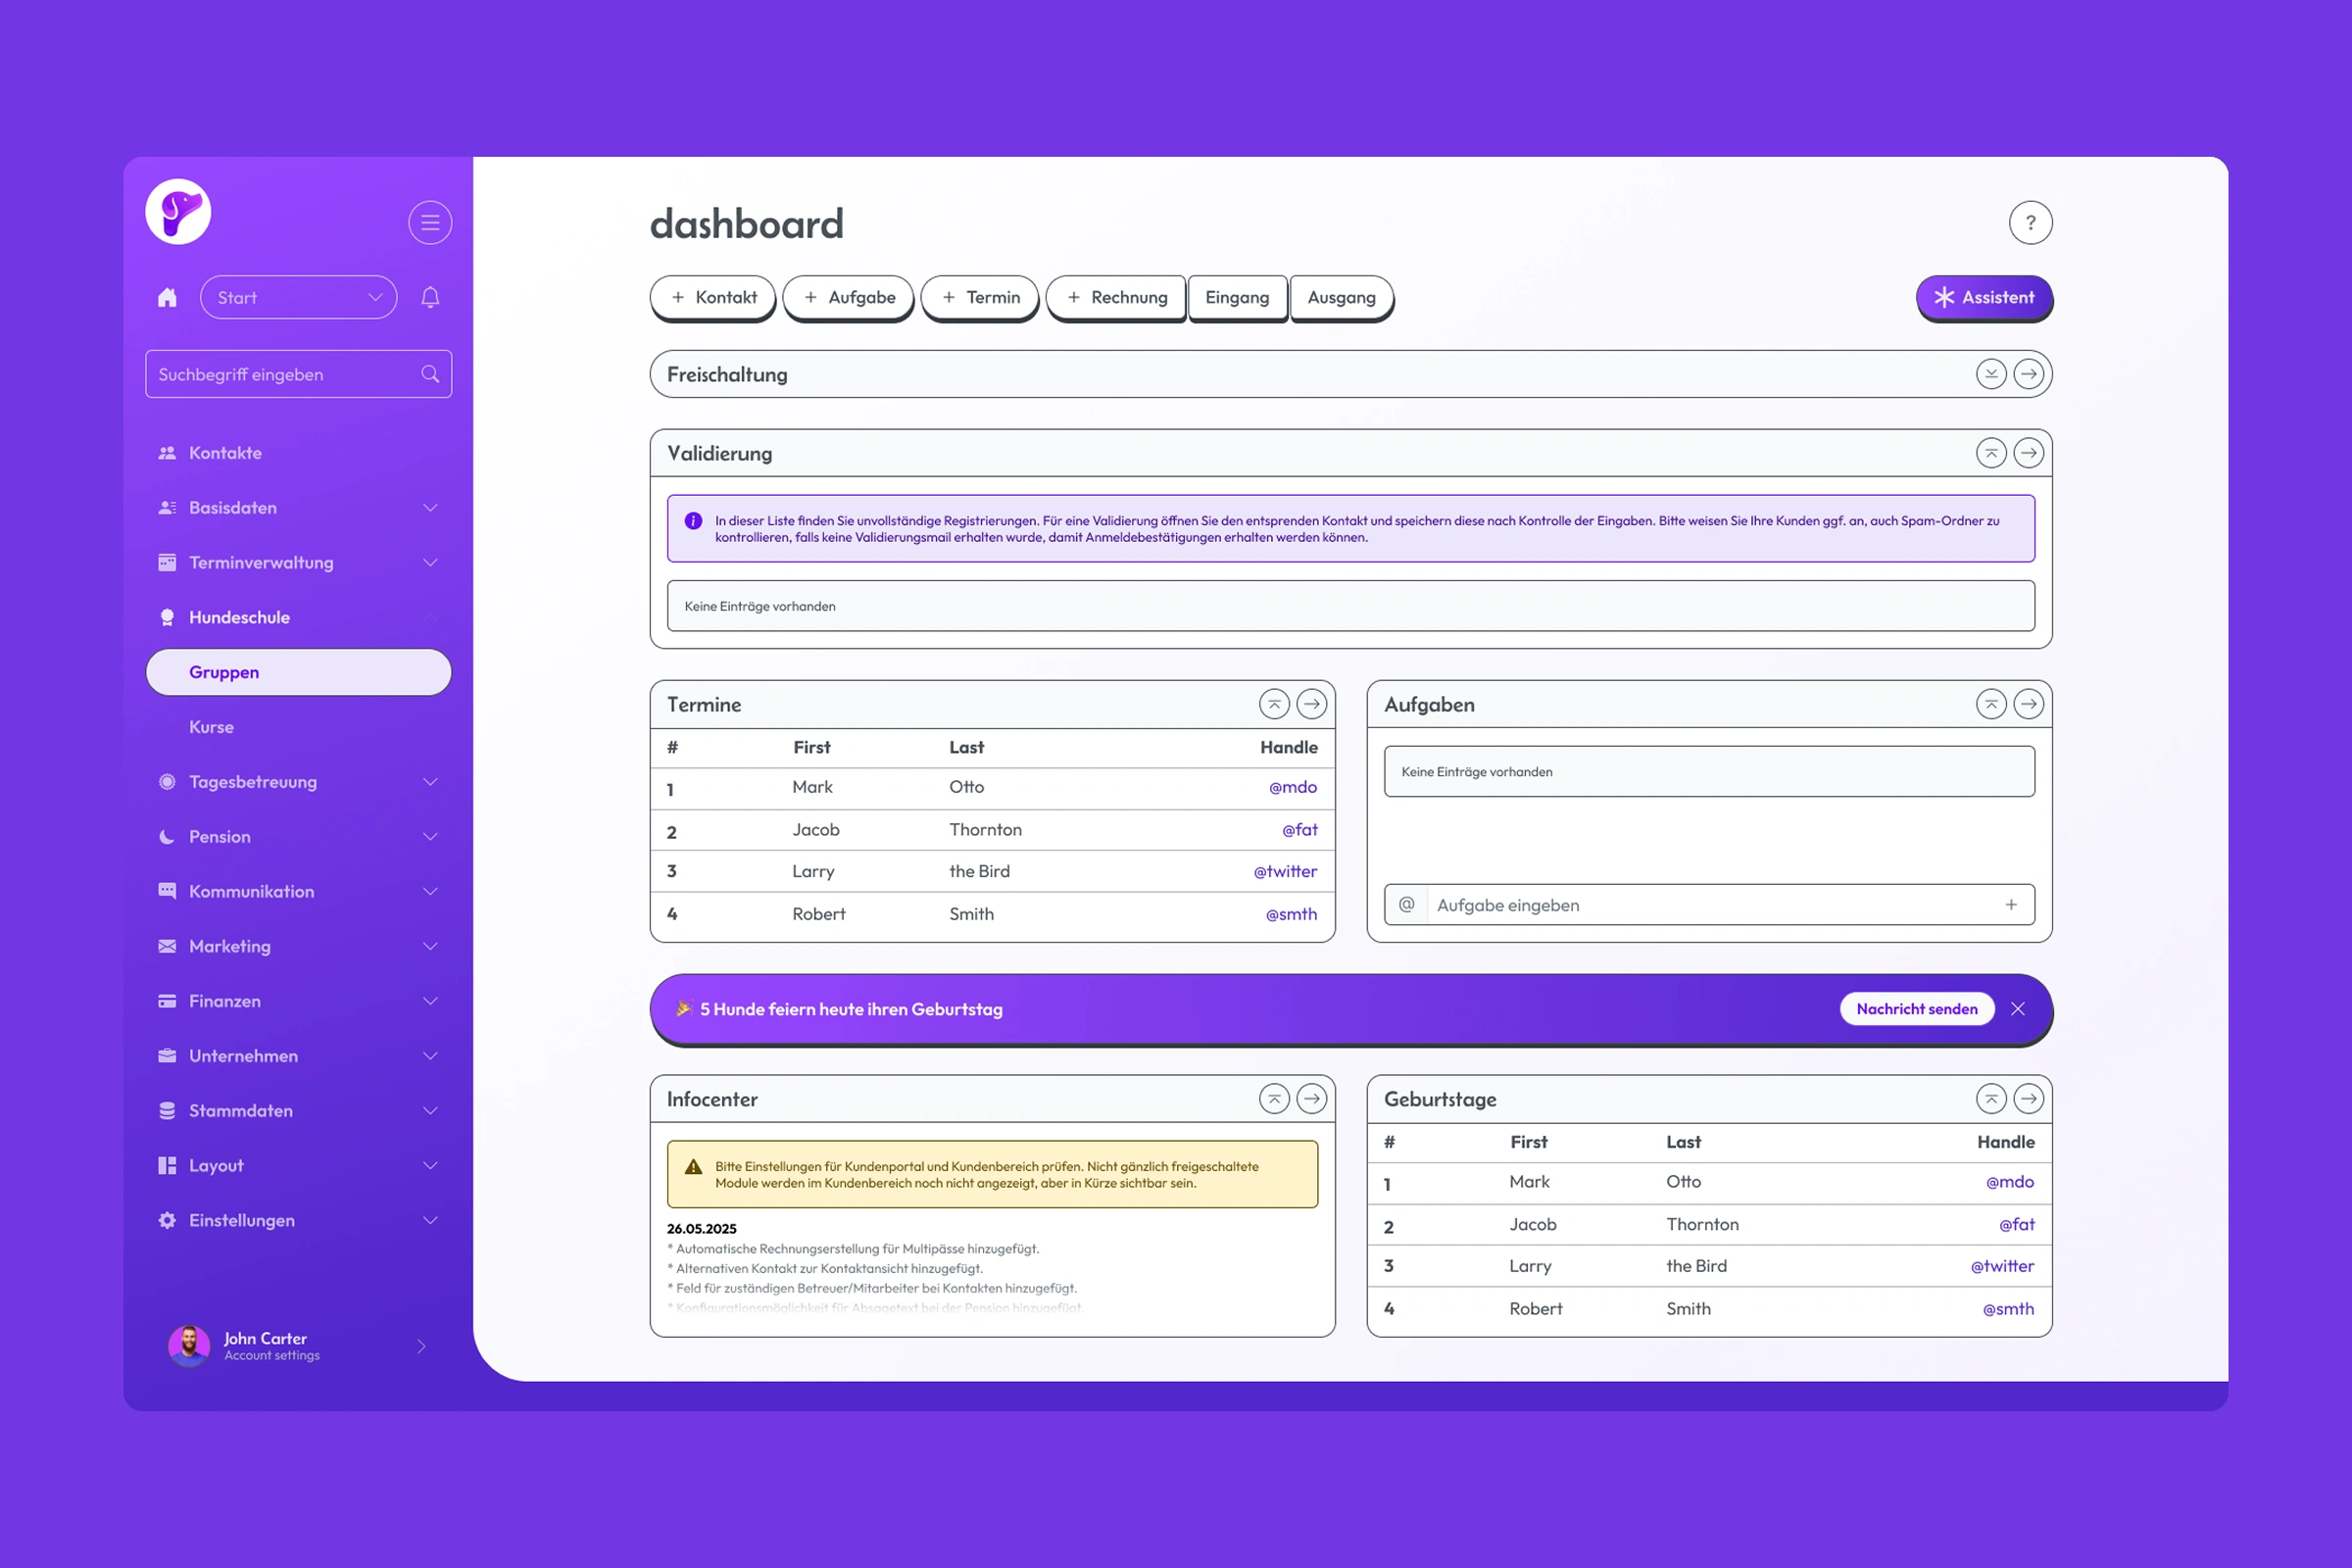 dashboard
?
Start
+ Kontakt
+ Aufgabe
+ Termin
+ Rechnung
Eingang
Ausgang
Assistent
Suchbegriff eingeben
Kontakte
Basisdaten
Terminverwaltung
Hundeschule
Gruppen
Kurse
Tagesbetreuung
Pension
Kommunikation
Marketing
Finanzen
Unternehmen
Stammdaten
Layout
Einstellungen
John Carter
Account settings
Freischaltung
Validierung
In dieser Liste finden Sie unvollständige Registrierungen. Für eine Validierung öffnen Sie den entsprenden Kontakt und speichern diese nach Kontrolle der Eingaben. Bitte weisen Sie Ihre Kunden ggf. an, auch Spam-Ordner zu
kontrollieren, falls keine Validierungsmail erhalten wurde, damit Anmeldebestätigungen erhalten werden können.
Keine Einträge vorhanden
Termine
# First Last Handle
1 Mark Otto @mdo
2 Jacob Thornton @fat
3 Larry the Bird @twitter
4 Robert Smith @smth
Aufgaben
Keine Einträge vorhanden
@ Aufgabe eingeben +
🎉 5 Hunde feiern heute ihren Geburtstag
Nachricht senden
Infocenter
Bitte Einstellungen für Kundenportal und Kundenbereich prüfen. Nicht gänzlich freigeschaltete
Module werden im Kundenbereich noch nicht angezeigt, aber in Kürze sichtbar sein.
26.05.2025
* Automatische Rechnungserstellung für Multipässe hinzugefügt.
* Alternativen Kontakt zur Kontaktansicht hinzugefügt.
* Feld für zuständigen Betreuer/Mitarbeiter bei Kontakten hinzugefügt.
* Konfigurationsmöglichkeit für Absagetext bei der Pension hinzugefügt.
Geburtstage
# First Last Handle
1 Mark Otto @mdo
2 Jacob Thornton @fat
3 Larry the Bird @twitter
4 Robert Smith @smth